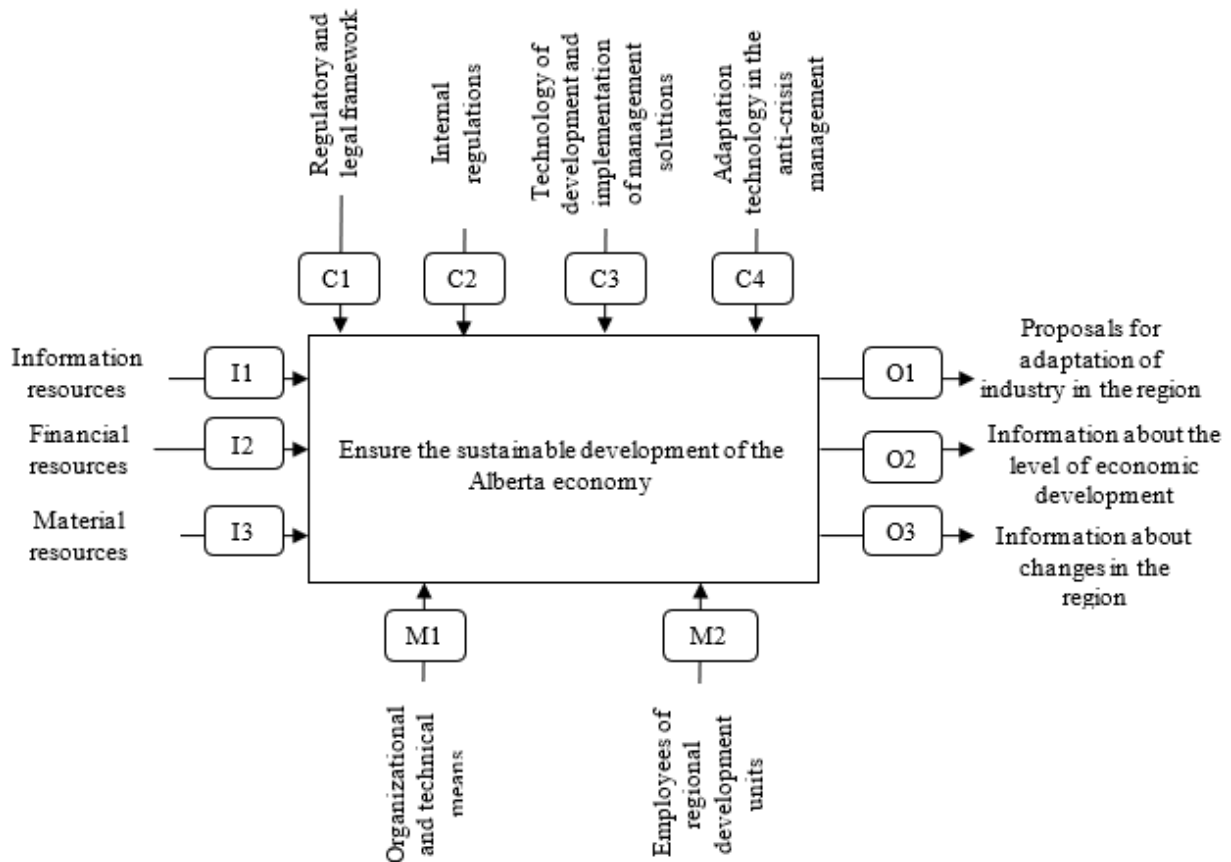 Regulatory and
legal framework
Internal
regulations
Technology of
development and
implementation
of management
solutions
Adaptation
technology in the
anti-crisis
management
C1
C2
C3
C4
Information
resources
I1
Financial
resources
I2
Material
resources
I3
Ensure the sustainable development of the
Alberta economy
O1
Proposals for
adaptation of
industry in the region
O2
Information about the
level of economic
development
O3
Information about
changes in the
region
M1
M2
Organizational
and technical
means
Employees of
regional
development
units